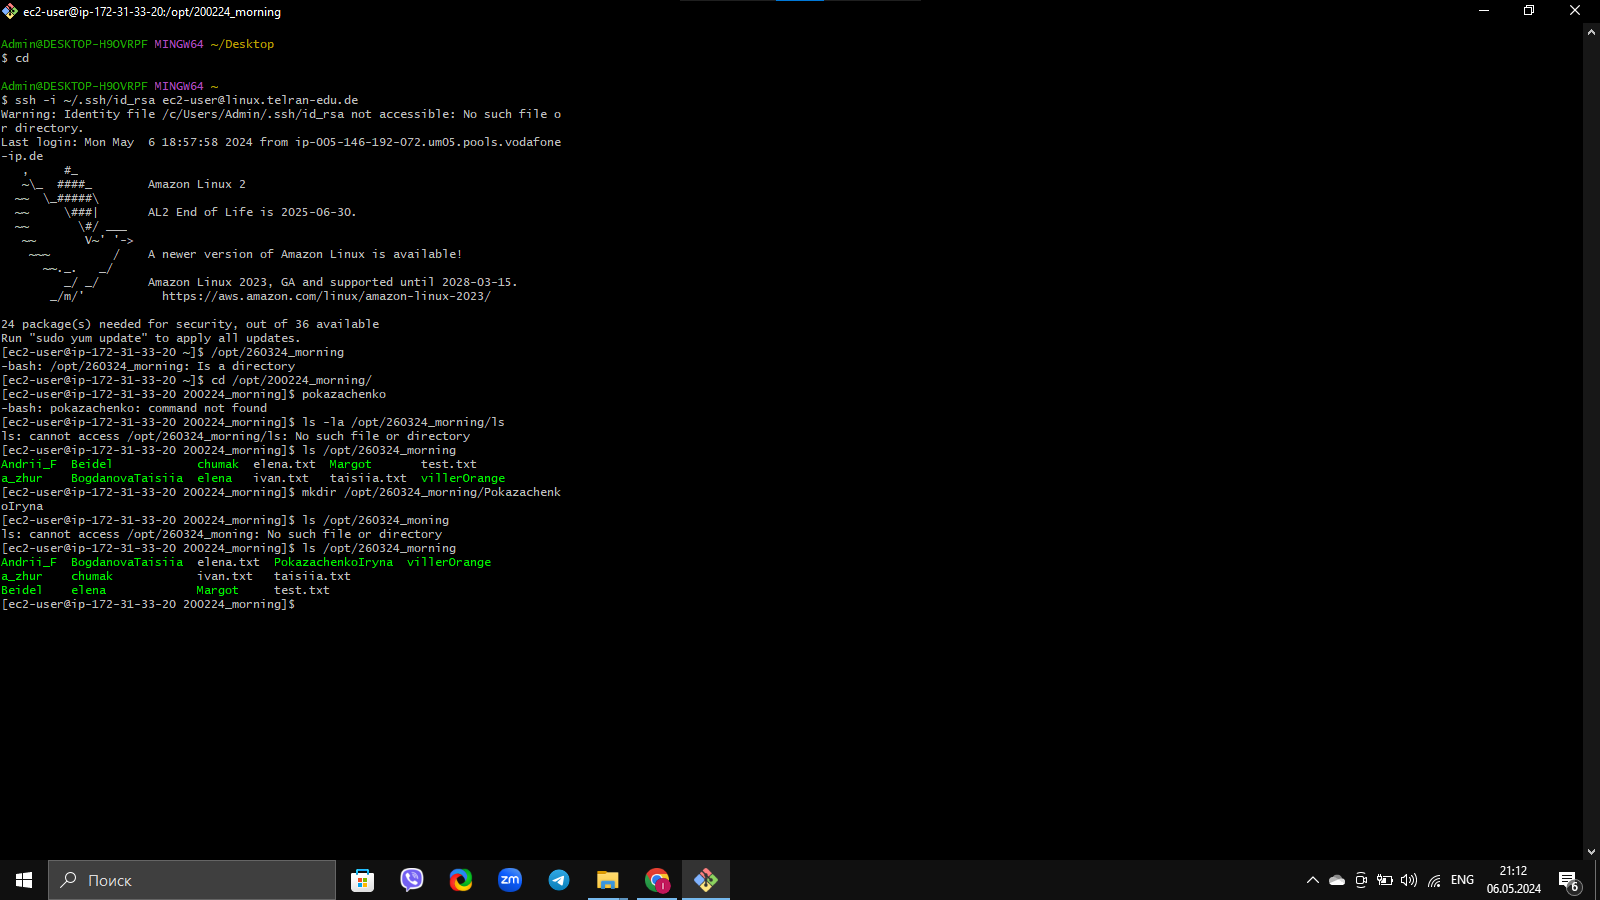 ec2-user@ip-172-31-33-20:/opt/200224_morning
Admin@DESKTOP-H9OVRPF MINGW64 ~/Desktop
$ cd
Admin@DESKTOP-H9OVRPF MINGW64 ~
$ ssh -i ~/.ssh/id_rsa ec2-user@linux.telran-edu.de
Warning: Identity file /c/Users/Admin/.ssh/id_rsa not accessible: No such file o
r directory.
Last login: Mon May  6 18:57:58 2024 from ip-005-146-192-072.um05.pools.vodafone
-ip.de
   ,     #_
   ~\_  ####_        Amazon Linux 2
  ~~  \_#####\
  ~~     \###|       AL2 End of Life is 2025-06-30.
  ~~       \#/ ___
   ~~       V~' '->
    ~~~         /    A newer version of Amazon Linux is available!
      ~~._.   _/
         _/ _/       Amazon Linux 2023, GA and supported until 2028-03-15.
       _/m/'           https://aws.amazon.com/linux/amazon-linux-2023/
24 package(s) needed for security, out of 36 available
Run "sudo yum update" to apply all updates.
[ec2-user@ip-172-31-33-20 ~]$ /opt/260324_morning
-bash: /opt/260324_morning: Is a directory
[ec2-user@ip-172-31-33-20 ~]$ cd /opt/200224_morning/
[ec2-user@ip-172-31-33-20 200224_morning]$ pokazachenko
-bash: pokazachenko: command not found
[ec2-user@ip-172-31-33-20 200224_morning]$ ls -la /opt/260324_morning/ls
ls: cannot access /opt/260324_morning/ls: No such file or directory
[ec2-user@ip-172-31-33-20 200224_morning]$ ls /opt/260324_morning
Andrii_F  Beidel            chumak  elena.txt  Margot       test.txt
a_zhur    BogdanovaTaisiia  elena   ivan.txt   taisiia.txt  villerOrange
[ec2-user@ip-172-31-33-20 200224_morning]$ mkdir /opt/260324_morning/Pokazachenk
oIryna
[ec2-user@ip-172-31-33-20 200224_morning]$ ls /opt/260324_moning
ls: cannot access /opt/260324_moning: No such file or directory
[ec2-user@ip-172-31-33-20 200224_morning]$ ls /opt/260324_morning
Andrii_F  BogdanovaTaisiia  elena.txt  PokazachenkoIryna  villerOrange
a_zhur    chumak            ivan.txt   taisiia.txt
Beidel    elena             Margot     test.txt
[ec2-user@ip-172-31-33-20 200224_morning]$
Поиск
zm
I
ENG
21:12
06.05.2024
6